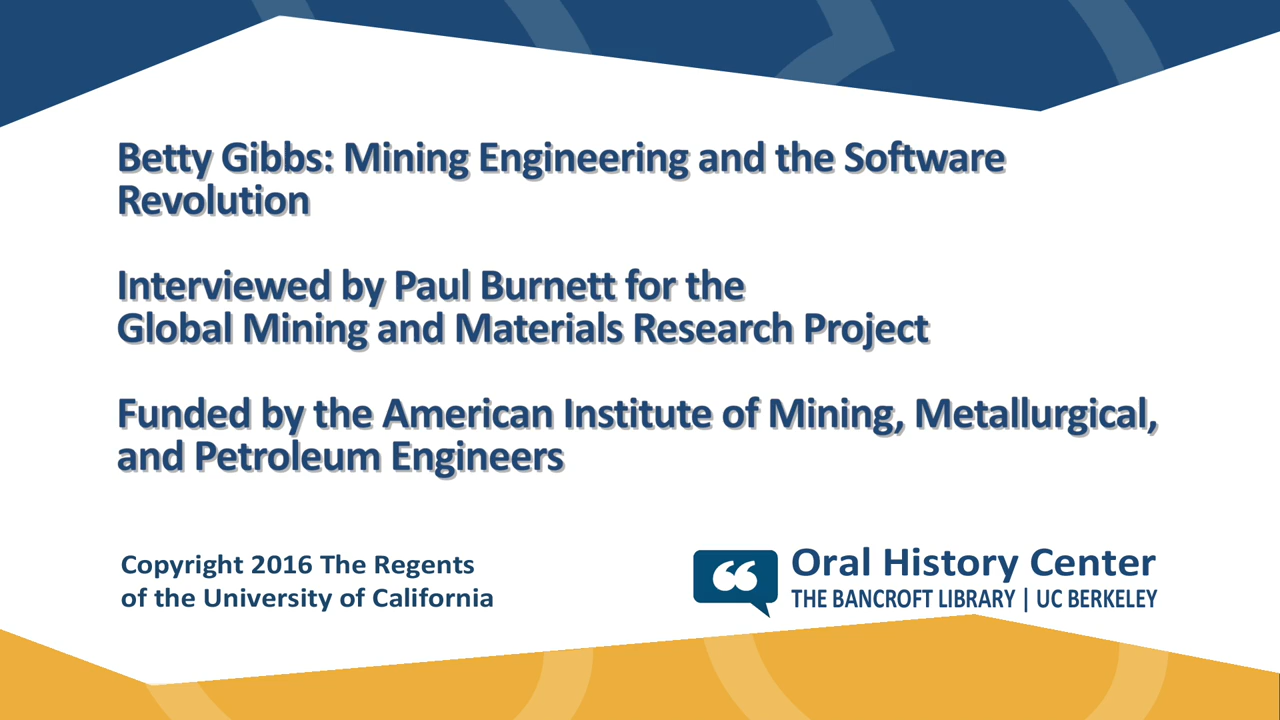 Betty Gibbs: Mining Engineering and the Software
Revolution
Interviewed by Paul Burnett for the
Global Mining and Materials Research Project
Funded by the American Institute of Mining, Metallurgical,
and Petroleum Engineers
Copyright 2016 The Regents
of the University of California
Oral History Center
THE BANCROFT LIBRARY | UC BERKELEY